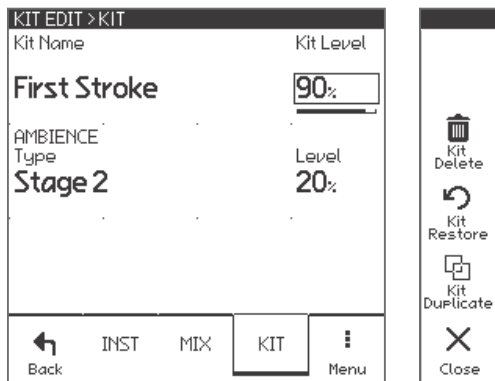 KIT EDIT > KIT
Kit Name Kit Level
First Stroke 90%
AMBIENCE
Type Level
Stage 2 20%
Back INST MIX KIT Menu
Kit
Delete
Kit
Restore
Kit
Duplicate
Close